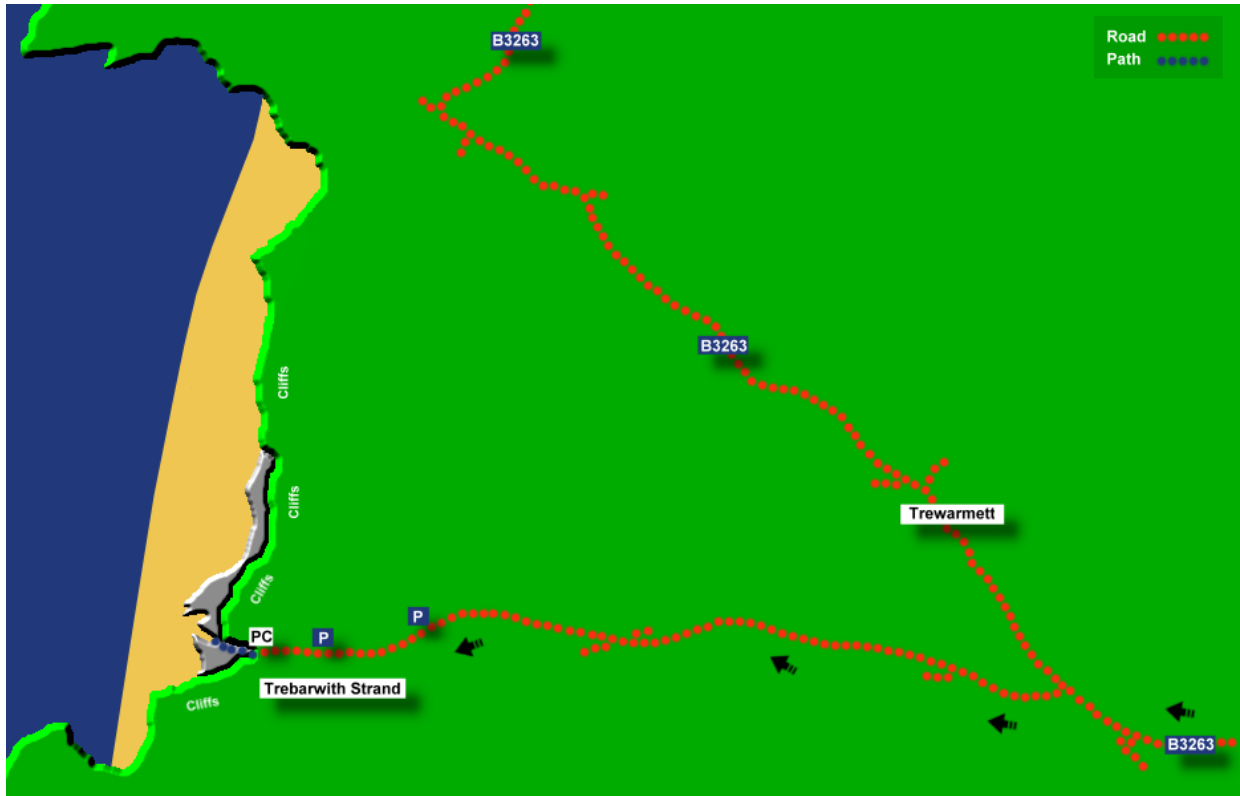 B3263
Road
Path
B3263
Cliffs
Cliffs
Trewarmett
Cliffs
P
P
PC
Trebarwith Strand
Cliffs
B3263